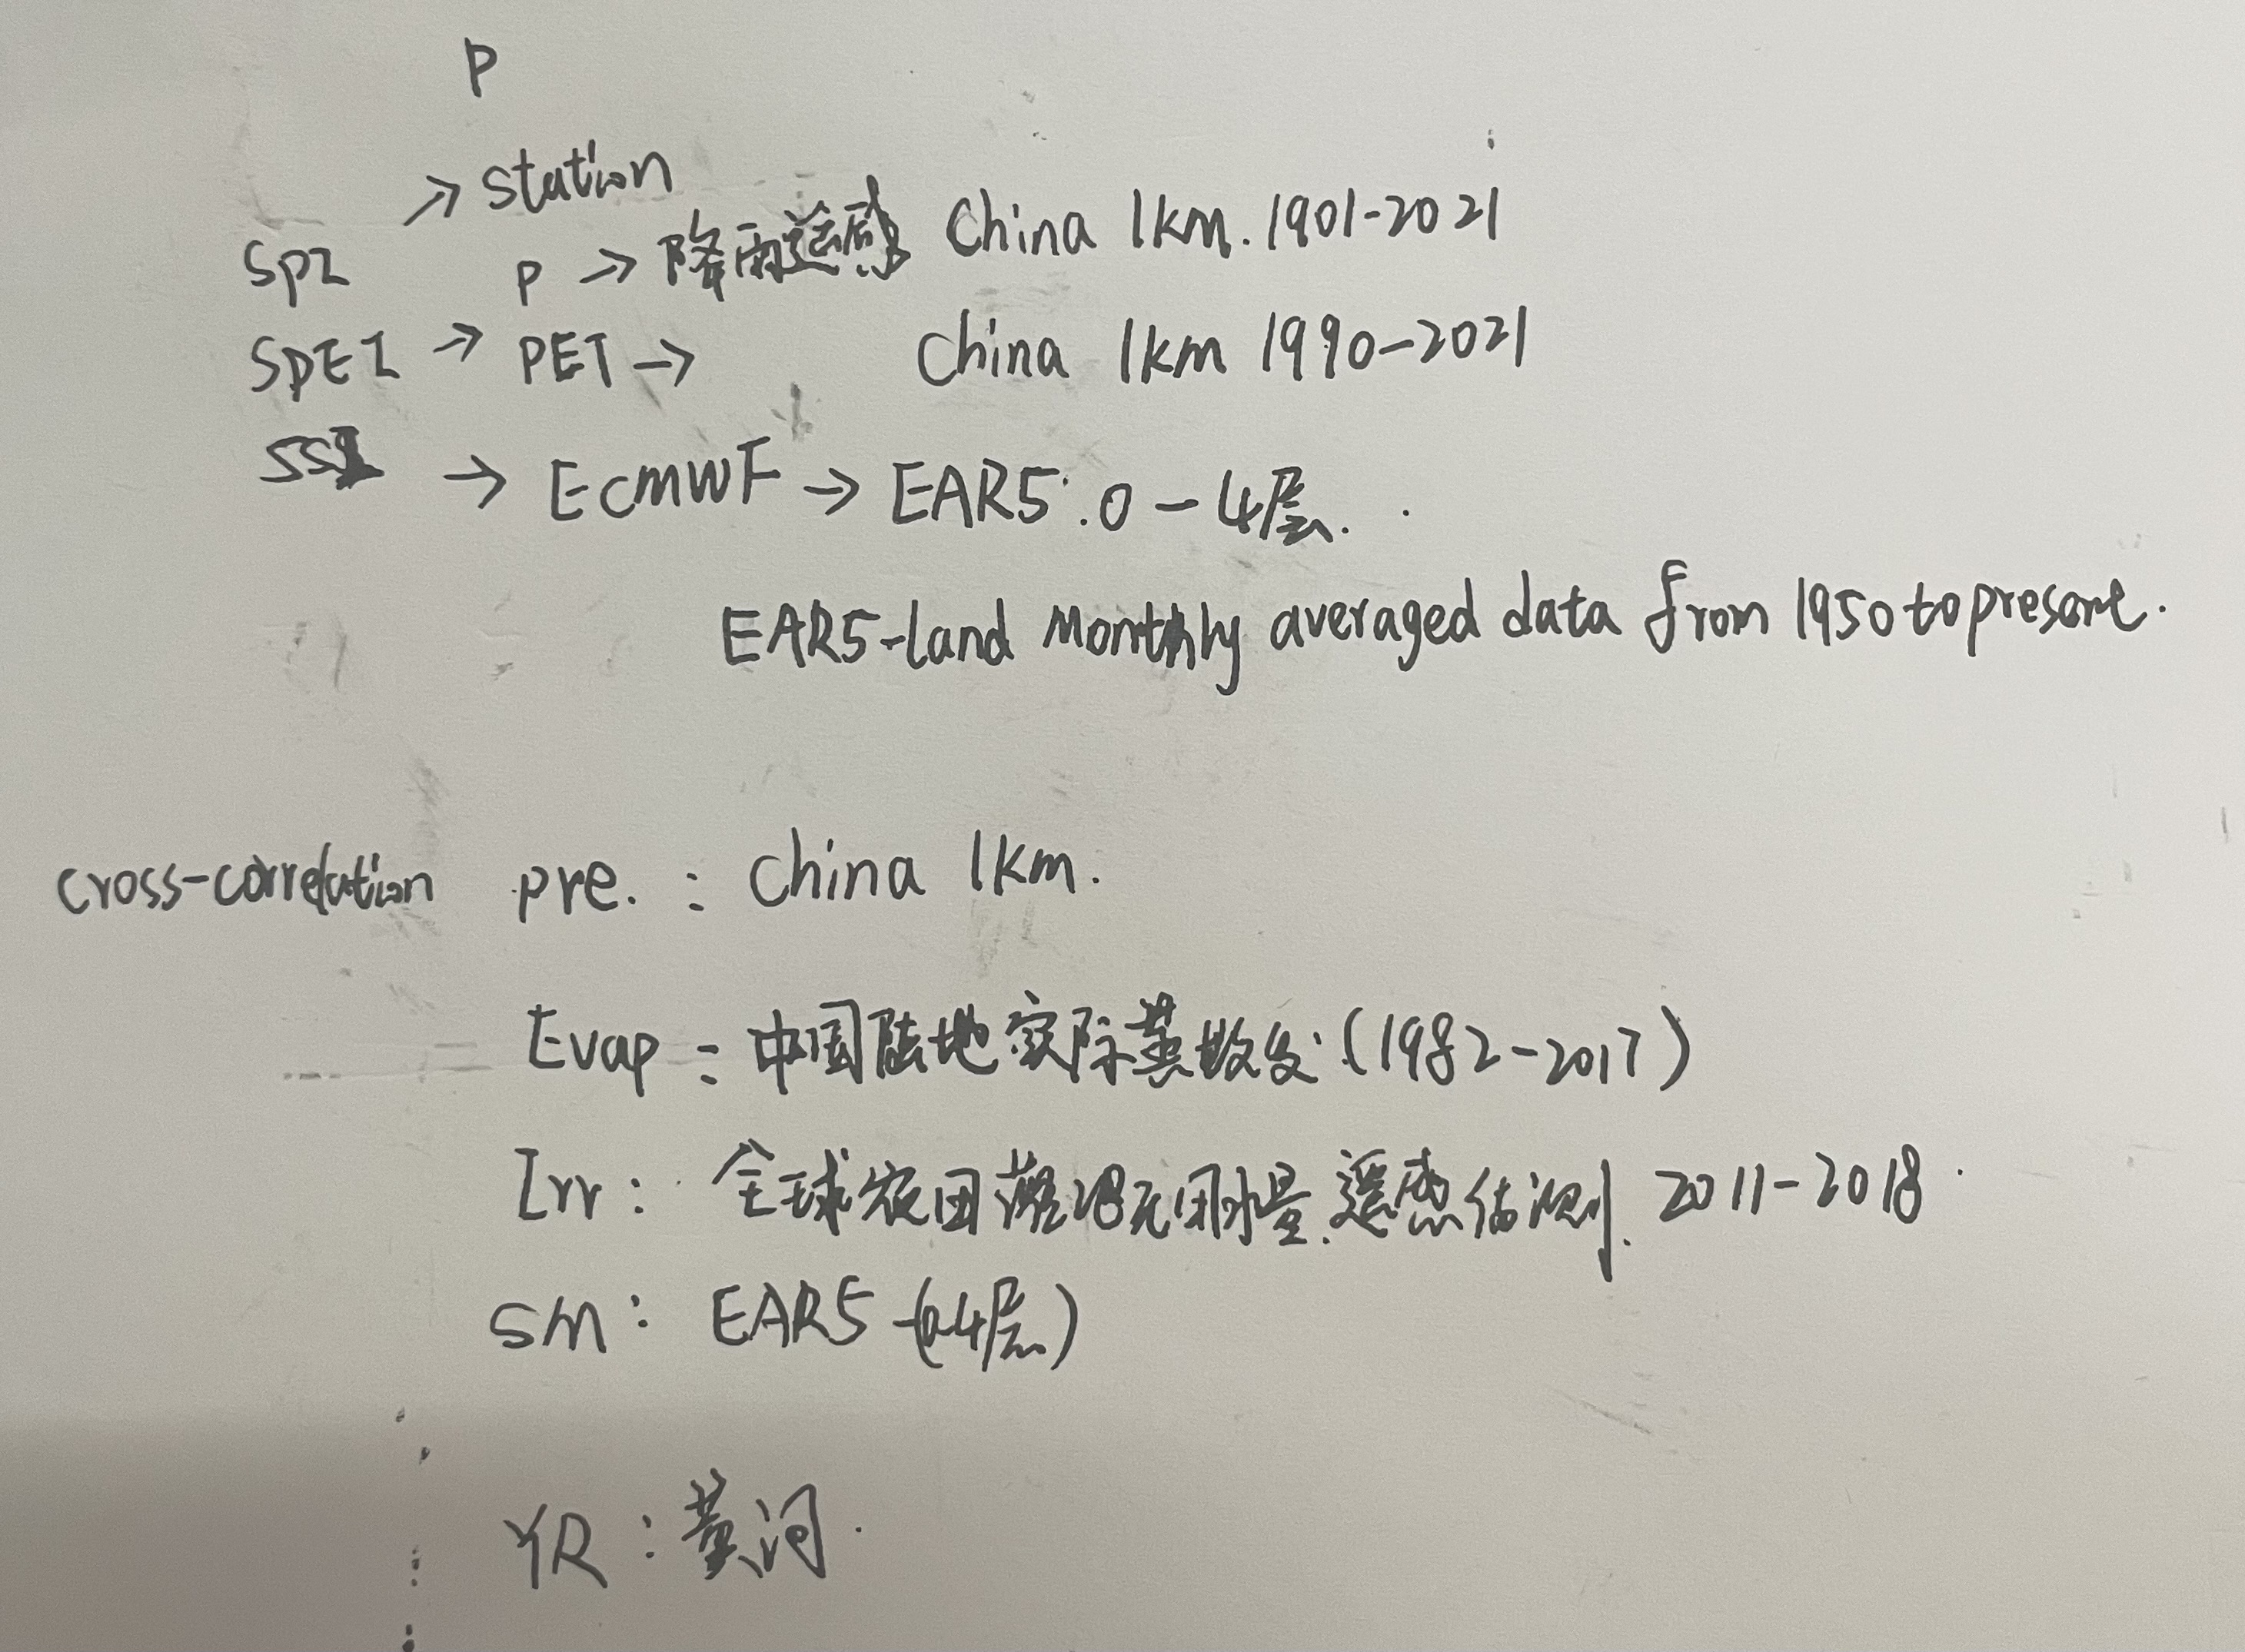 P
→ station
SPI P → 降雨遥感 China 1km. 1901-2021
SPEI → PET → China 1km 1990-2021
SSI → EcmWF → EAR5: 0-4层.
EAR5-land Monthly averaged data from 1950 to present.
cross-correlation pre. : China 1km.
Evap : 中国陆地实际蒸散发 (1982-2017)
Irr : 全球农田灌溉用水量遥感估测. 2011-2018
SM : EAR5-(0-4层)
YR : 黄河.